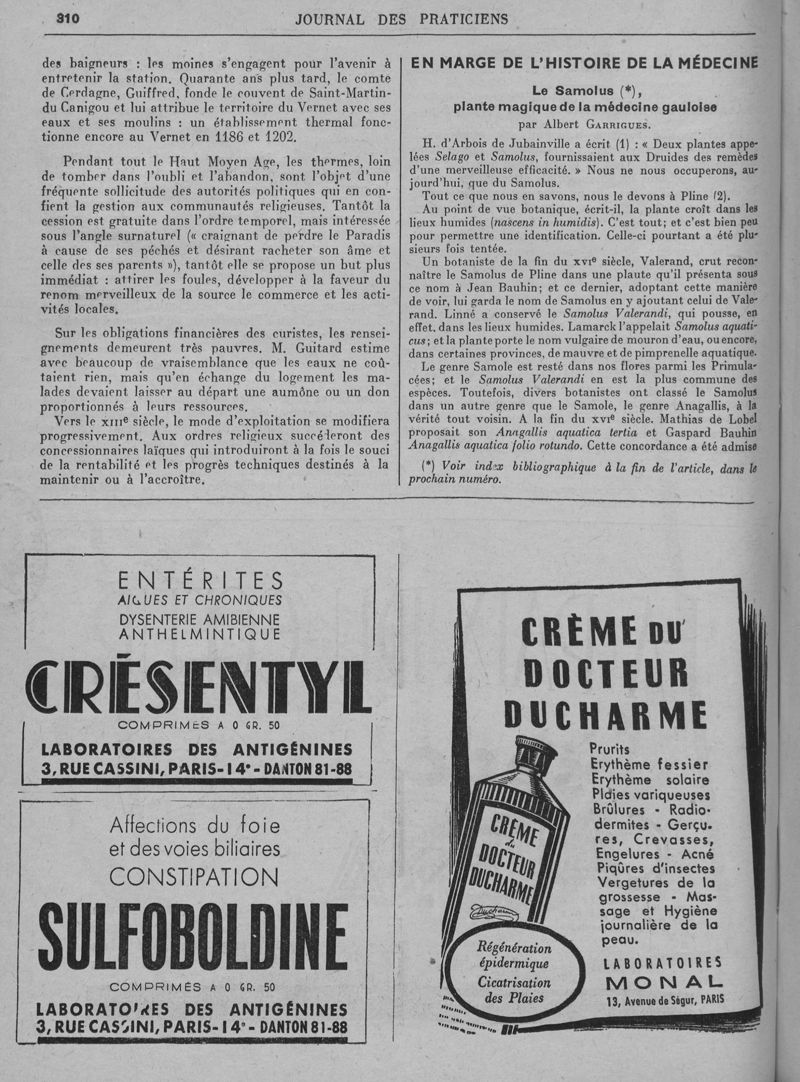 310
JOURNAL DES PRATICIENS
des baigneurs : les moines s'engagent pour l'avenir à
entretenir la station. Quarante ans plus tard, le comte
de Cerdagne, Guiffred, fonde le couvent de Saint-Martin-
du Canigou et lui attribue le territoire du Vernet avec ses
eaux et ses moulins : un établissement thermal fonc-
tionne encore au Vernet en 1186 et 1202.
Pendant tout le Haut Moyen Age, les thermes, loin
de tomber dans l'oubli et l'abandon, sont l'objet d'une
fréquente sollicitude des autorités politiques qui en con-
fient la gestion aux communautés religieuses. Tantôt la
cession est gratuite dans l'ordre temporel, mais intéressée
sous l'angle surnaturel (« craignant de perdre le Paradis
à cause de ses péchés et désirant racheter son âme et
celle des ses parents »), tantôt elle se propose un but plus
immédiat : attirer les foules, développer à la faveur du
renom merveilleux de la source le commerce et les acti-
vités locales.
Sur les obligations financières des curistes, les rensei-
gnements demeurent très pauvres. M. Guitard estime
avec beaucoup de vraisemblance que les eaux ne coû-
taient rien, mais qu'en échange du logement les ma-
lades devaient laisser au départ une aumône ou un don
proportionnés à leurs ressources.
Vers le XIIIe siècle, le mode d'exploitation se modifiera
progressivement. Aux ordres religieux succéderont des
concessionnaires laïques qui introduiront à la fois le souci
de la rentabilité et les progrès techniques destinés à la
maintenir ou à l'accroître.
EN MARGE DE L'HISTOIRE DE LA MÉDECINE
Le Samolus (*),
plante magique de la médecine gauloise
par Albert GARRIGUES.
H. d'Arbois de Jubainville a écrit (1) : « Deux plantes appe-
lées Selago et Samolus, fournissaient aux Druides des remèdes
d'une merveilleuse efficacité. » Nous ne nous occuperons, au-
jourd'hui, que du Samolus.
Tout ce que nous en savons, nous le devons à Pline (2).
Au point de vue botanique, écrit-il, la plante croît dans les
lieux humides (nascens in humidis). C'est tout; et c'est bien peu
pour permettre une identification. Celle-ci pourtant a été plu-
sieurs fois tentée.
Un botaniste de la fin du XVIe siècle, Valerand, crut recon-
naître le Samolus de Pline dans une plaute qu'il présenta sous
ce nom à Jean Bauhin; et ce dernier, adoptant cette manière
de voir, lui garda le nom de Samolus en y ajoutant celui de Vale-
rand. Linné a conservé le Samolus Valerandi, qui pousse, en
effet, dans les lieux humides. Lamarck l'appelait Samolus aquati-
cus; et la plante porte le nom vulgaire de mouron d'eau, ou encore,
dans certaines provinces, de mauvre et de pimprenelle aquatique.
Le genre Samole est resté dans nos flores parmi les Primula-
cées; et le Samolus Valerandi en est la plus commune des
espèces. Toutefois, divers botanistes ont classé le Samolus
dans un autre genre que le Samole, le genre Anagallis, à la
vérité tout voisin. A la fin du XVIe siècle. Mathias de Lobel
proposait son Anagallis aquatica tertia et Gaspard Bauhin
Anagallis aquatica folio rotundo. Cette concordance a été admise
(*) Voir index bibliographique à la fin de l'article, dans le
prochain numéro.
ENTÉRITES
AIGUES ET CHRONIQUES
DYSENTERIE AMIBIENNE
ANTHELMINTIQUE
CRÉSENTYL
COMPRIMÉS A 0 GR. 50
LABORATOIRES DES ANTIGÉNINES
3, RUE CASSINI, PARIS-14e - DANTON 81-88
Affections du foie
et des voies biliaires
CONSTIPATION
SULFOBOLDINE
COMPRIMÉS A 0 GR. 50
LABORATOIRES DES ANTIGÉNINES
3, RUE CASSINI, PARIS-14e - DANTON 81-88
CRÈME DU
DOCTEUR
DUCHARME
Prurits
Erythème fessier
Erythème solaire
Plaies variqueuses
Brûlures - Radio-
dermites - Gerçu-
res, Crevasses,
Engelures - Acné
Piqûres d'insectes
Vergetures de la
grossesse - Mas-
sage et Hygiène
journalière de la
peau.
CRÈME
du
DOCTEUR
DUCHARME
Ducharme
Régénération
épidermique
Cicatrisation
des Plaies
LABORATOIRES
MONAL
13, Avenue de Ségur, PARIS